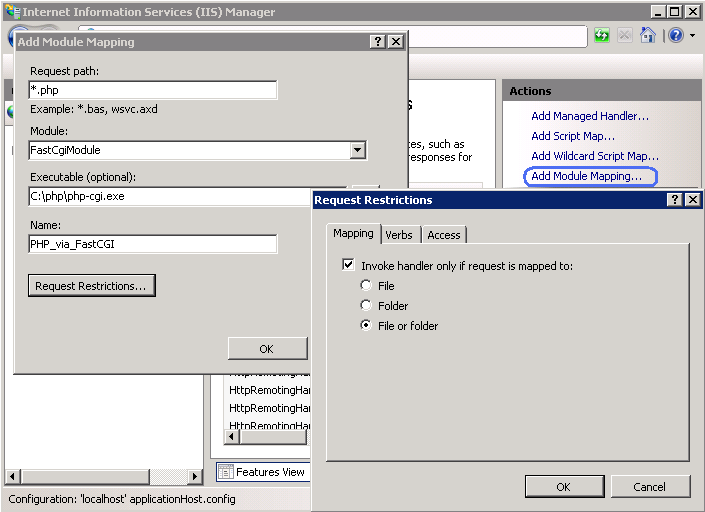 Internet Information Services (IIS) Manager
Add Module Mapping
Request path:
*.php
Example: *.bas, wsvc.axd
Module:
FastCgiModule
Executable (optional):
C:\php\php-cgi.exe
Name:
PHP_via_FastCGI
Request Restrictions...
OK
tes, such as
responses for
Actions
Add Managed Handler...
Add Script Map...
Add Wildcard Script Map...
Add Module Mapping...
Request Restrictions
Mapping
Verbs
Access
Invoke handler only if request is mapped to:
File
Folder
File or folder
OK
Cancel
HttpRemotingHar
HttpRemotingHar
HttpRemotingHar
Features View
Configuration: 'localhost' applicationHost.config